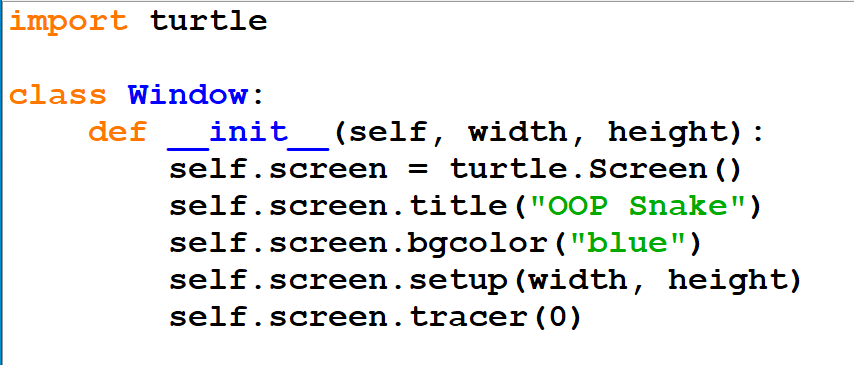 import turtle

class Window:
    def __init__(self, width, height):
        self.screen = turtle.Screen()
        self.screen.title("OOP Snake")
        self.screen.bgcolor("blue")
        self.screen.setup(width, height)
        self.screen.tracer(0)